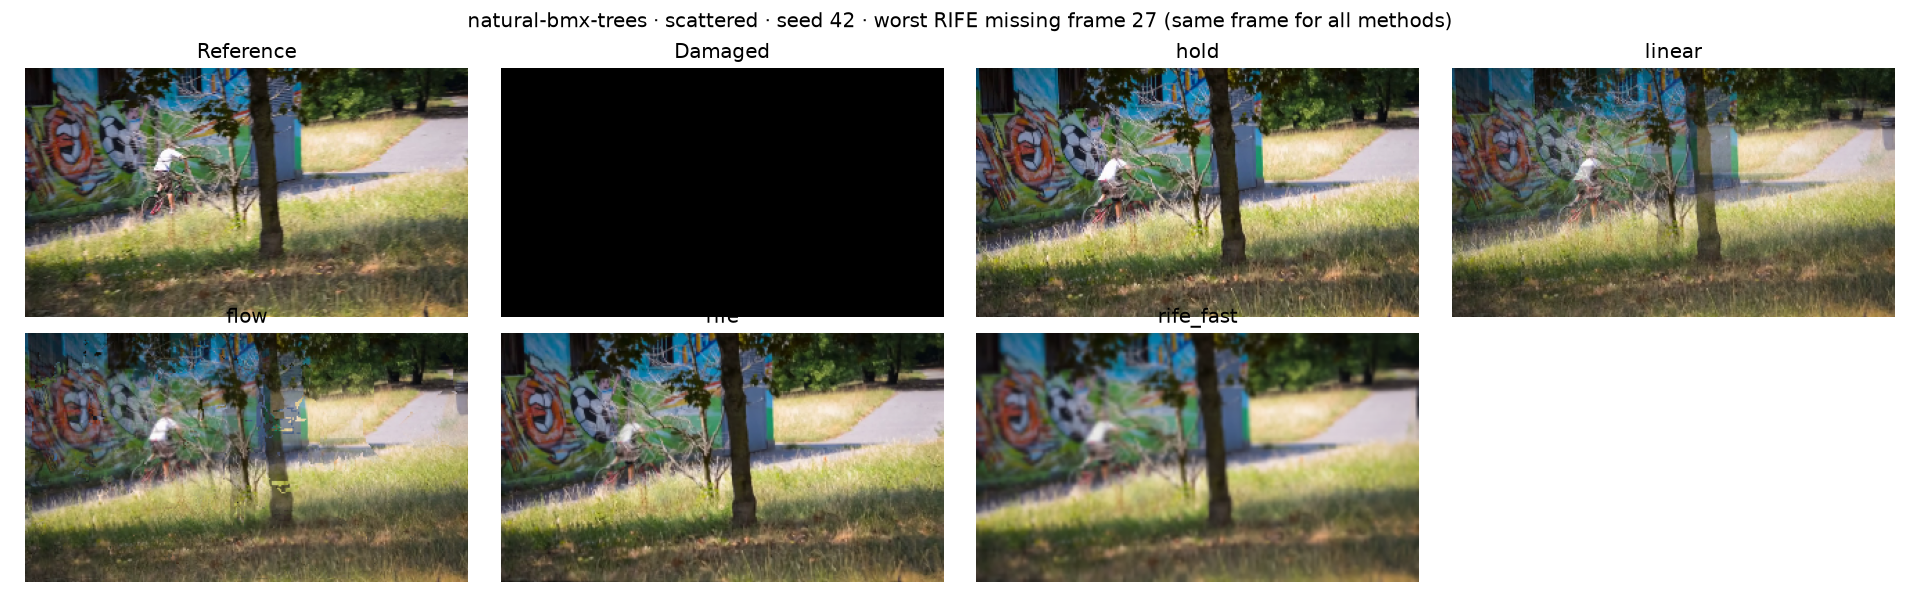 natural-bmx-trees · scattered · seed 42 · worst RIFE missing frame 27 (same frame for all methods)
Reference Damaged hold linear
flow rife rife_fast